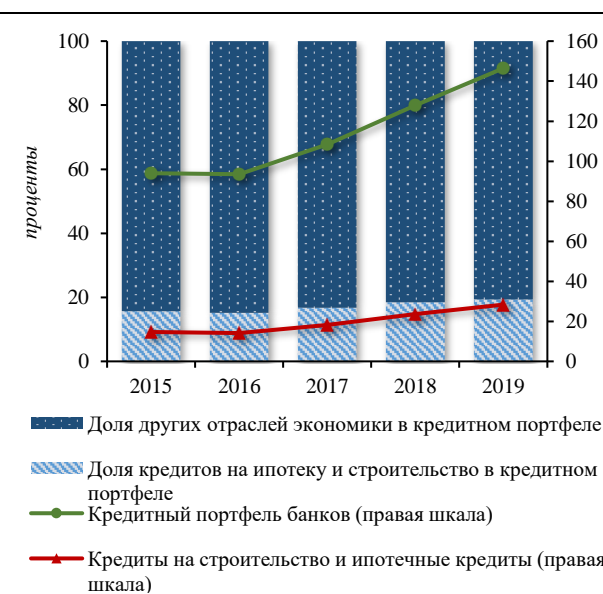 100
80
60
40
20
0
проценты
160
140
120
100
80
60
40
20
0
2015 2016 2017 2018 2019
Доля других отраслей экономики в кредитном портфеле
Доля кредитов на ипотеку и строительство в кредитном
портфеле
Кредитный портфель банков (правая шкала)
Кредиты на строительство и ипотечные кредиты (правая
шкала)